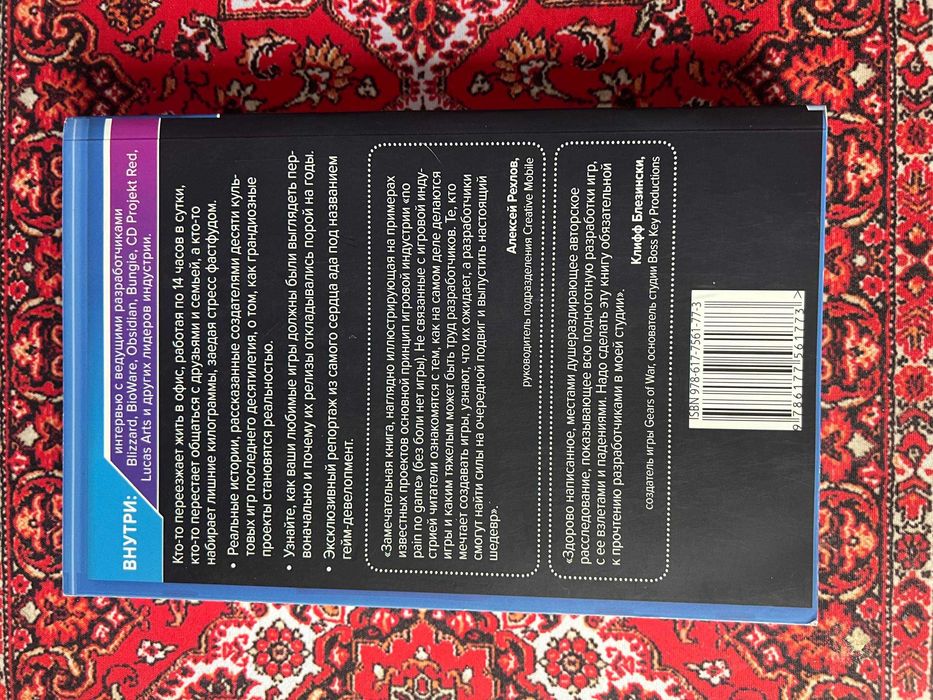 ВНУТРИ:
интервью с ведущими разработчиками
Blizzard, BioWare, Obsidian, Bungie, CD Projekt Red,
Lucas Arts и других лидеров индустрии.
Кто-то переезжает жить в офис, работая по 14 часов в сутки,
кто-то перестает общаться с друзьями и семьей, а кто-то
набирает лишние килограммы, заедая стресс фастфудом.
• Реальные истории, рассказанные создателями десяти куль-
товых игр последнего десятилетия, о том, как грандиозные
проекты становятся реальностью.
• Узнайте, как ваши любимые игры должны были выглядеть пер-
воначально и почему их релизы откладывались порой на годы.
• Эксклюзивный репортаж из самого сердца ада под названием
гейм-девелопмент.
«Замечательная книга, наглядно иллюстрирующая на примерах
известных проектов основной принцип игровой индустрии “no
pain no game» (без боли нет игры). Не связанные с игровой инду-
стрией читатели ознакомятся с тем, как на самом деле делаются
игры и каким тяжелым может быть труд разработчиков. Те, кто
мечтает создавать игры, узнают, что их ожидает, а разработчики
смогут найти силы на очередной подвиг и выпустить настоящий
шедевр».
Алексей Рехлов,
руководитель подразделения Creative Mobile
«Здорово написанное, местами душераздирающее авторское
расследование, показывающее всю подноготную разработки игр,
с ее взлетами и падениями. Надо сделать эту книгу обязательной
к прочтению разработчиками в моей студии».
Клифф Блезински,
создатель игры Gears of War, основатель студии Boss Key Productions
ISBN 978-617-7561-77-3
9 786177 561773 >